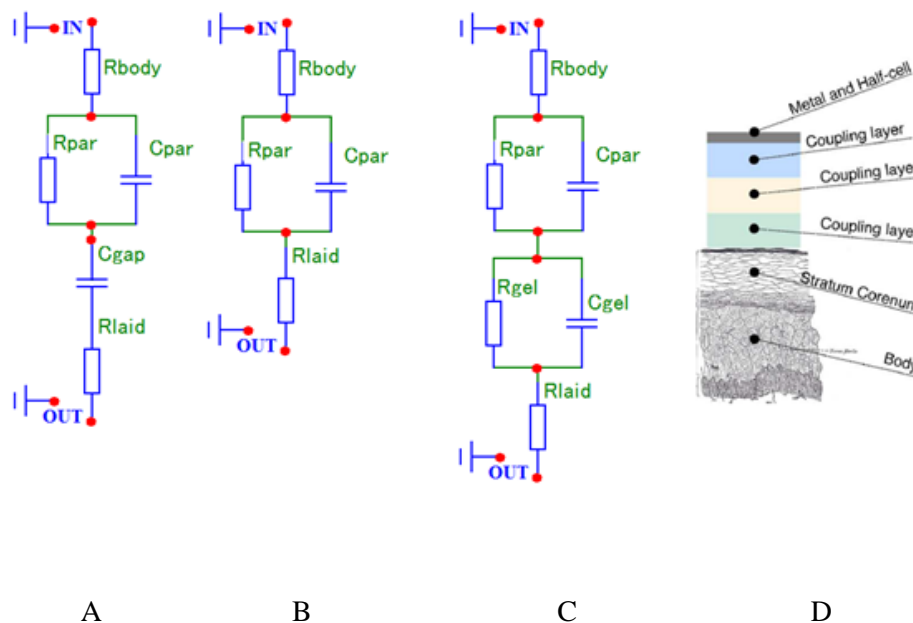 IN
Rbody
Rpar
Cpar
Cgap
Rlaid
OUT
A
IN
Rbody
Rpar
Cpar
Rlaid
OUT
B
IN
Rbody
Rpar
Cpar
Rgel
Cgel
Rlaid
OUT
C
Metal and Half-cell
Coupling layer
Coupling laye
Coupling laye
Stratum Corenun
Body
D